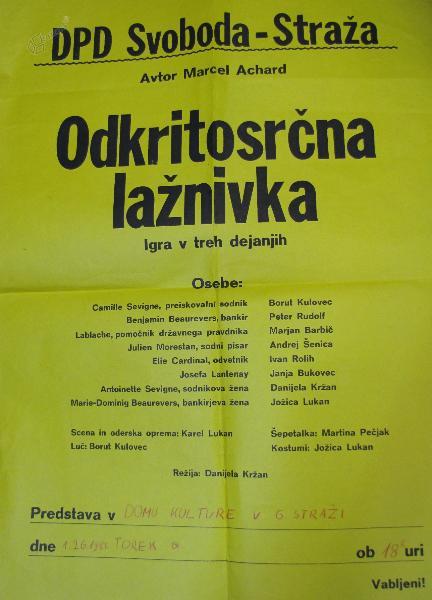 DPD Svoboda-Straža
Avtor Marcel Achard
Odkritosrčna
lažnivka
Igra v treh dejanjih
Osebe:
Camille Sevigne, preiskovalni sodnik Borut Kulovec
Benjamin Beaurevers, bankir Peter Rudolf
Lablache, pomočnik državnega pravdnika Marjan Barbič
Julien Morestan, sodni pisar Andrej Šenica
Elie Cardinal, odvetnik Ivan Rolih
Josefa Lantenay Janja Bukovec
Antoinette Sevigne, sodnikova žena Danijela Kržan
Marie-Dominig Beaurevers, bankirjeva žena Jožica Lukan
Scena in oderska oprema: Karel Lukan Šepetalka: Martina Pečjak
Luč: Borut Kulovec Kostumi: Jožica Lukan
Režija: Danijela Kržan
Predstava v DOMU KULTURE V G. STRAŽI
dne TOREK ob 18 uri
Vabljeni!